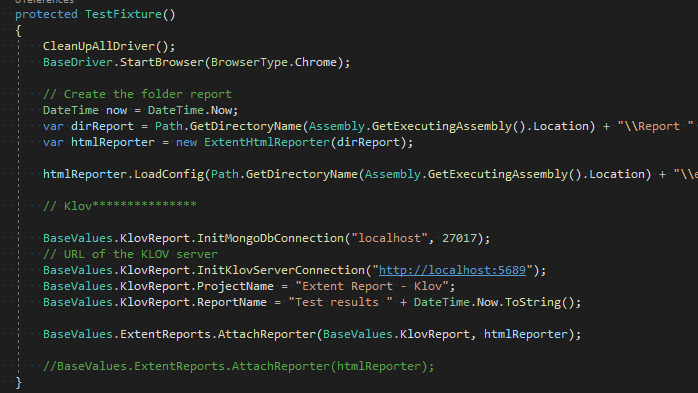 protected TestFixture()
{
CleanUpAllDriver();
BaseDriver.StartBrowser(BrowserType.Chrome);
// Create the folder report
DateTime now = DateTime.Now;
var dirReport = Path.GetDirectoryName(Assembly.GetExecutingAssembly().Location) + "\\Report "
var htmlReporter = new ExtentHtmlReporter(dirReport);
htmlReporter.LoadConfig(Path.GetDirectoryName(Assembly.GetExecutingAssembly().Location) + "\\e
// Klov***************
BaseValues.KlovReport.InitMongoDbConnection("localhost", 27017);
// URL of the KLOV server
BaseValues.KlovReport.InitKlovServerConnection("http://localhost:5689");
BaseValues.KlovReport.ProjectName = "Extent Report - Klov";
BaseValues.KlovReport.ReportName = "Test results " + DateTime.Now.ToString();
BaseValues.ExtentReports.AttachReporter(BaseValues.KlovReport, htmlReporter);
//BaseValues.ExtentReports.AttachReporter(htmlReporter);
}